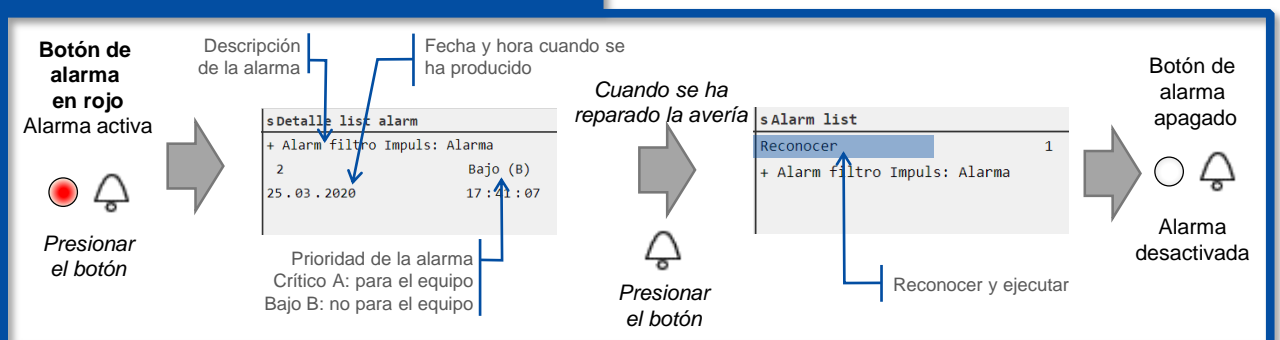 Botón de
alarma
en rojo
Alarma activa
Presionar
el botón
Descripción
de la alarma
Fecha y hora cuando se
ha producido
s Detalle list alarm
+ Alarm filtro Impuls: Alarma
2 Bajo (B)
25.03.2020 17:41:07
Prioridad de la alarma
Crítico A: para el equipo
Bajo B: no para el equipo
Cuando se ha
reparado la avería
Presionar
el botón
s Alarm list
Reconocer 1
+ Alarm filtro Impuls: Alarma
Reconocer y ejecutar
Botón de
alarma
apagado
Alarma
desactivada